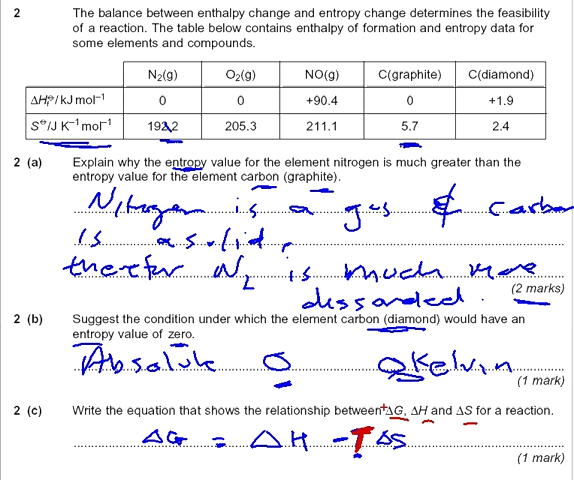 2 The balance between enthalpy change and entropy change determines the feasibility
of a reaction. The table below contains enthalpy of formation and entropy data for
some elements and compounds.
N₂(g) O₂(g) NO(g) C(graphite) C(diamond)
ΔHf⦵/kJ mol⁻¹ 0 0 +90.4 0 +1.9
S⦵/J K⁻¹ mol⁻¹ 192.2 205.3 211.1 5.7 2.4
2 (a) Explain why the entropy value for the element nitrogen is much greater than the
entropy value for the element carbon (graphite).
Nitrogen is a gas & carbon
is a solid,
therfor N₂ is much more
(2 marks)
dissorded.
2 (b) Suggest the condition under which the element carbon (diamond) would have an
entropy value of zero.
Absolute 0 0Kelvin
(1 mark)
2 (c) Write the equation that shows the relationship between ΔG, ΔH and ΔS for a reaction.
ΔG = ΔH - TΔS
(1 mark)